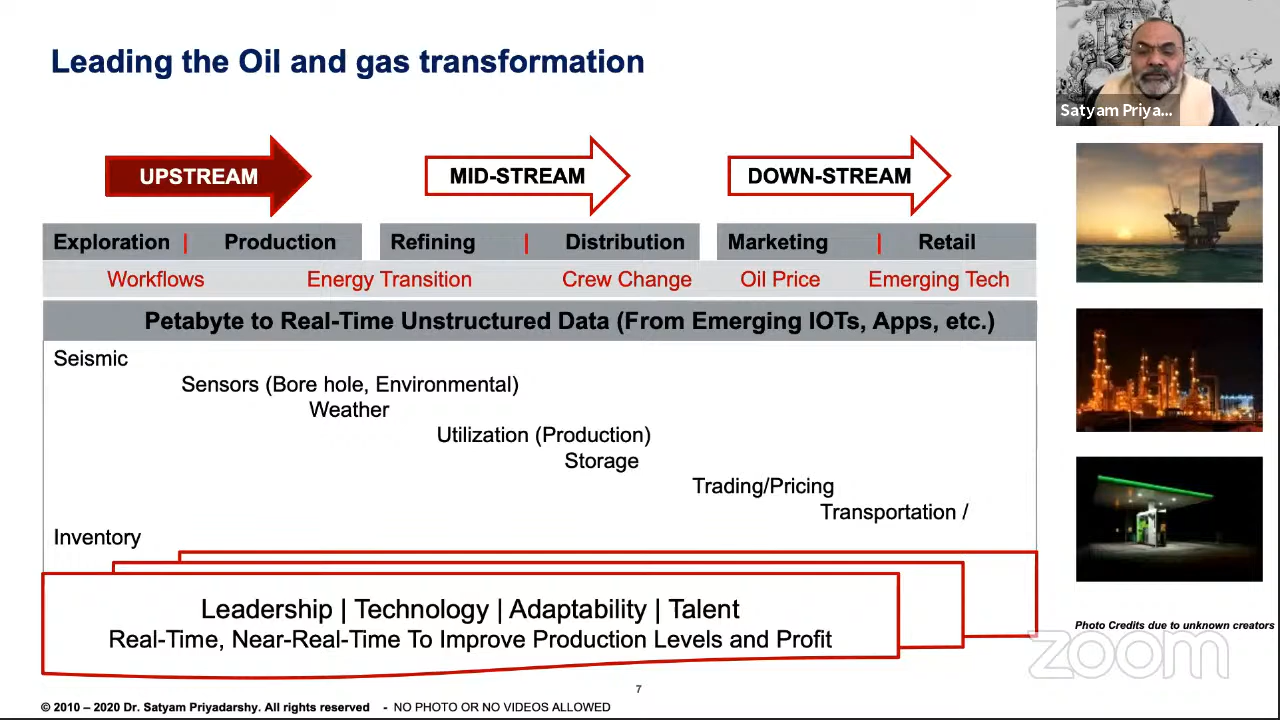 Leading the Oil and gas transformation
Satyam Priya...
UPSTREAM
MID-STREAM
DOWN-STREAM
Exploration | Production
Refining | Distribution
Marketing | Retail
Workflows
Energy Transition
Crew Change
Oil Price
Emerging Tech
Petabyte to Real-Time Unstructured Data (From Emerging IOTs, Apps, etc.)
Seismic
Sensors (Bore hole, Environmental)
Weather
Utilization (Production)
Storage
Trading/Pricing
Transportation /
Inventory
Leadership | Technology | Adaptability | Talent
Real-Time, Near-Real-Time To Improve Production Levels and Profit
Photo Credits due to unknown creators
zoom
7
© 2010 – 2020 Dr. Satyam Priyadarshy. All rights reserved - NO PHOTO OR NO VIDEOS ALLOWED